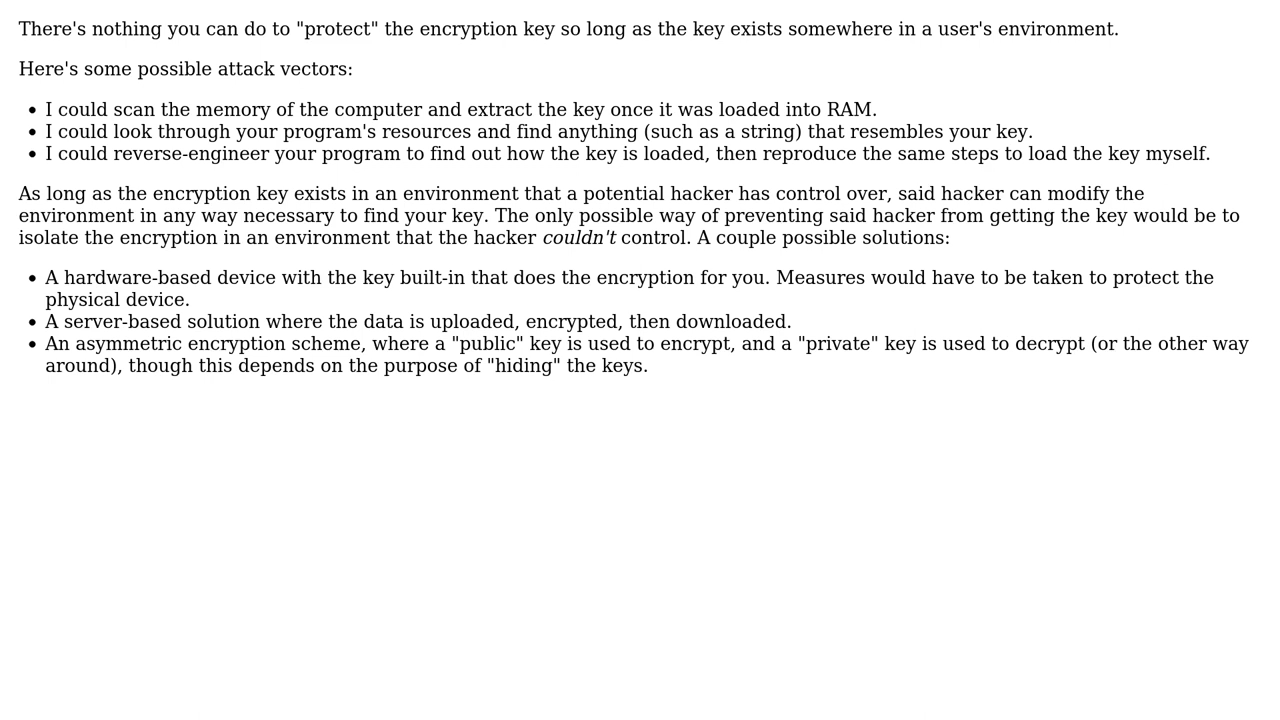 There's nothing you can do to "protect" the encryption key so long as the key exists somewhere in a user's environment.
Here's some possible attack vectors:
• I could scan the memory of the computer and extract the key once it was loaded into RAM.
• I could look through your program's resources and find anything (such as a string) that resembles your key.
• I could reverse-engineer your program to find out how the key is loaded, then reproduce the same steps to load the key myself.
As long as the encryption key exists in an environment that a potential hacker has control over, said hacker can modify the
environment in any way necessary to find your key. The only possible way of preventing said hacker from getting the key would be to
isolate the encryption in an environment that the hacker couldn't control. A couple possible solutions:
• A hardware-based device with the key built-in that does the encryption for you. Measures would have to be taken to protect the
physical device.
• A server-based solution where the data is uploaded, encrypted, then downloaded.
• An asymmetric encryption scheme, where a "public" key is used to encrypt, and a "private" key is used to decrypt (or the other way
around), though this depends on the purpose of "hiding" the keys.